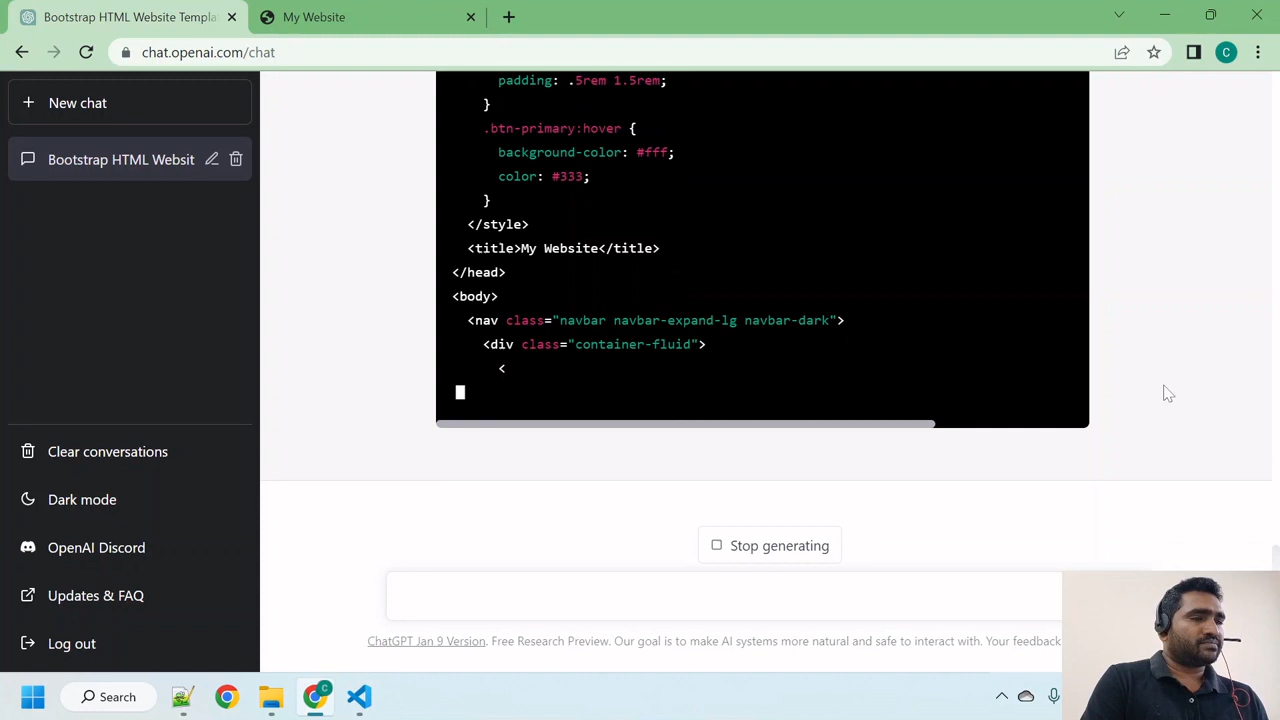 Bootstrap HTML Website Templa
My Website
chat.openai.com/chat
C
New chat
Bootstrap HTML Websit
padding: .5rem 1.5rem;
}
.btn-primary:hover {
background-color: #fff;
color: #333;
}
</style>
<title>My Website</title>
</head>
<body>
<nav class="navbar navbar-expand-lg navbar-dark">
<div class="container-fluid">
<
Clear conversations
Dark mode
OpenAI Discord
Updates & FAQ
Log out
Stop generating
ChatGPT Jan 9 Version. Free Research Preview. Our goal is to make AI systems more natural and safe to interact with. Your feedback
Search
C